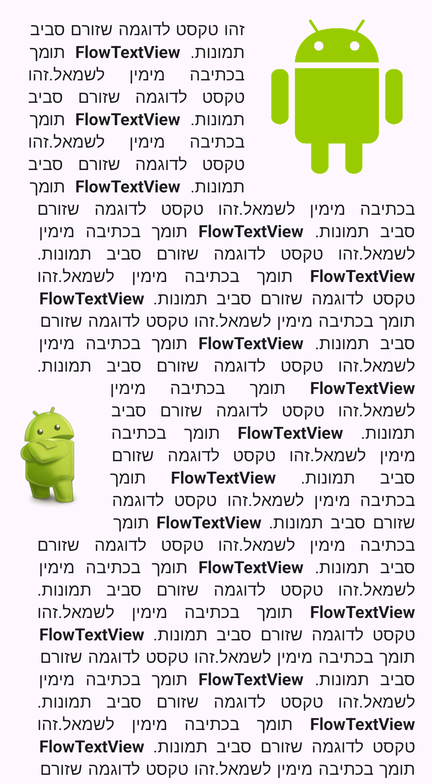 זהו טקסט לדוגמה שזורם סביב
תמונות. FlowTextView תומך
בכתיבה מימין לשמאל.זהו
טקסט לדוגמה שזורם סביב
תמונות. FlowTextView תומך
בכתיבה מימין לשמאל.זהו
טקסט לדוגמה שזורם סביב
תמונות. FlowTextView תומך
בכתיבה מימין לשמאל.זהו טקסט לדוגמה שזורם
סביב תמונות. FlowTextView תומך בכתיבה מימין
לשמאל.זהו טקסט לדוגמה שזורם סביב תמונות.
FlowTextView תומך בכתיבה מימין לשמאל.זהו
טקסט לדוגמה שזורם סביב תמונות. FlowTextView
תומך בכתיבה מימין לשמאל.זהו טקסט לדוגמה שזורם
סביב תמונות. FlowTextView תומך בכתיבה מימין
לשמאל.זהו טקסט לדוגמה שזורם סביב תמונות.
FlowTextView תומך בכתיבה מימין
לשמאל.זהו טקסט לדוגמה שזורם סביב
תמונות. FlowTextView תומך בכתיבה
מימין לשמאל.זהו טקסט לדוגמה שזורם
סביב תמונות. FlowTextView תומך
בכתיבה מימין לשמאל.זהו טקסט לדוגמה
שזורם סביב תמונות. FlowTextView תומך
בכתיבה מימין לשמאל.זהו טקסט לדוגמה שזורם
סביב תמונות. FlowTextView תומך בכתיבה מימין
לשמאל.זהו טקסט לדוגמה שזורם סביב תמונות.
FlowTextView תומך בכתיבה מימין לשמאל.זהו
טקסט לדוגמה שזורם סביב תמונות. FlowTextView
תומך בכתיבה מימין לשמאל.זהו טקסט לדוגמה שזורם
סביב תמונות. FlowTextView תומך בכתיבה מימין
לשמאל.זהו טקסט לדוגמה שזורם סביב תמונות.
FlowTextView תומך בכתיבה מימין לשמאל.זהו
טקסט לדוגמה שזורם סביב תמונות. FlowTextView
תומך בכתיבה מימין לשמאל.זהו טקסט לדוגמה שזורם